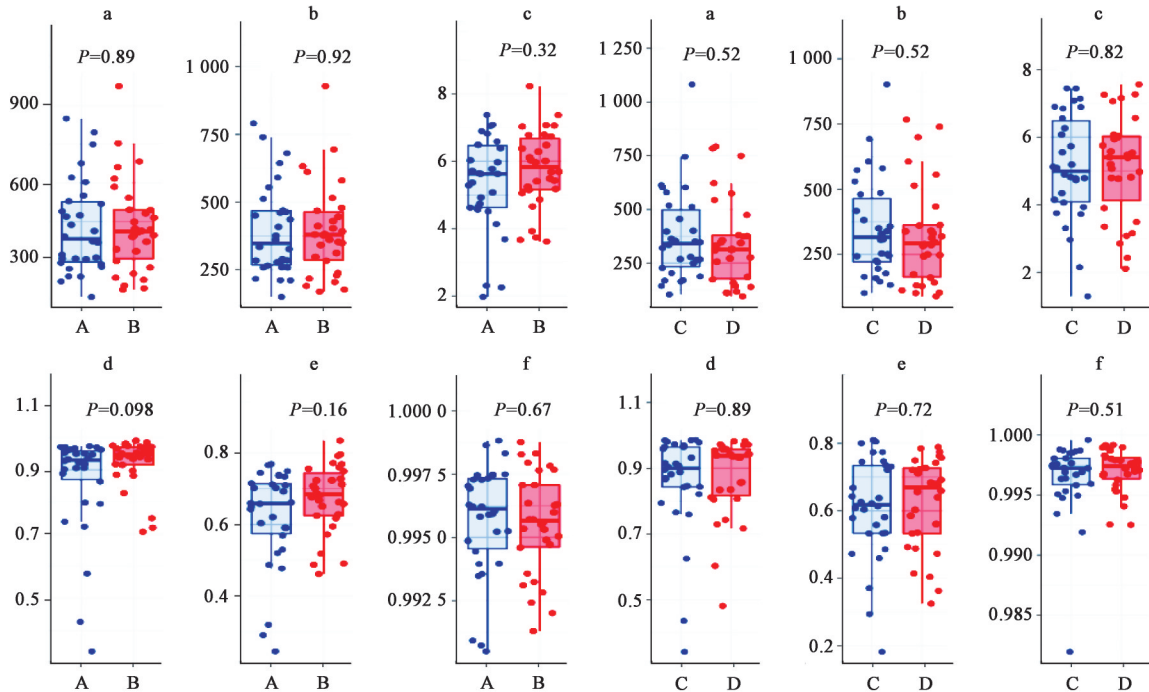 a b c a b c
P=0.89 P=0.92 P=0.32 P=0.52 P=0.52 P=0.82
900
600
300
A B
1 000
750
500
250
A B
8
6
4
2
A B
1 250
1 000
750
500
250
C D
1 000
750
500
250
C D
8
6
4
2
C D
d e f d e f
P=0.098 P=0.16 P=0.67 P=0.89 P=0.72 P=0.51
1.1
0.9
0.7
0.5
A B
0.8
0.6
0.4
A B
1.000 0
0.997 5
0.995 0
0.992 5
A B
1.1
0.9
0.7
0.5
C D
0.8
0.6
0.4
0.2
C D
1.000
0.995
0.990
0.985
C D